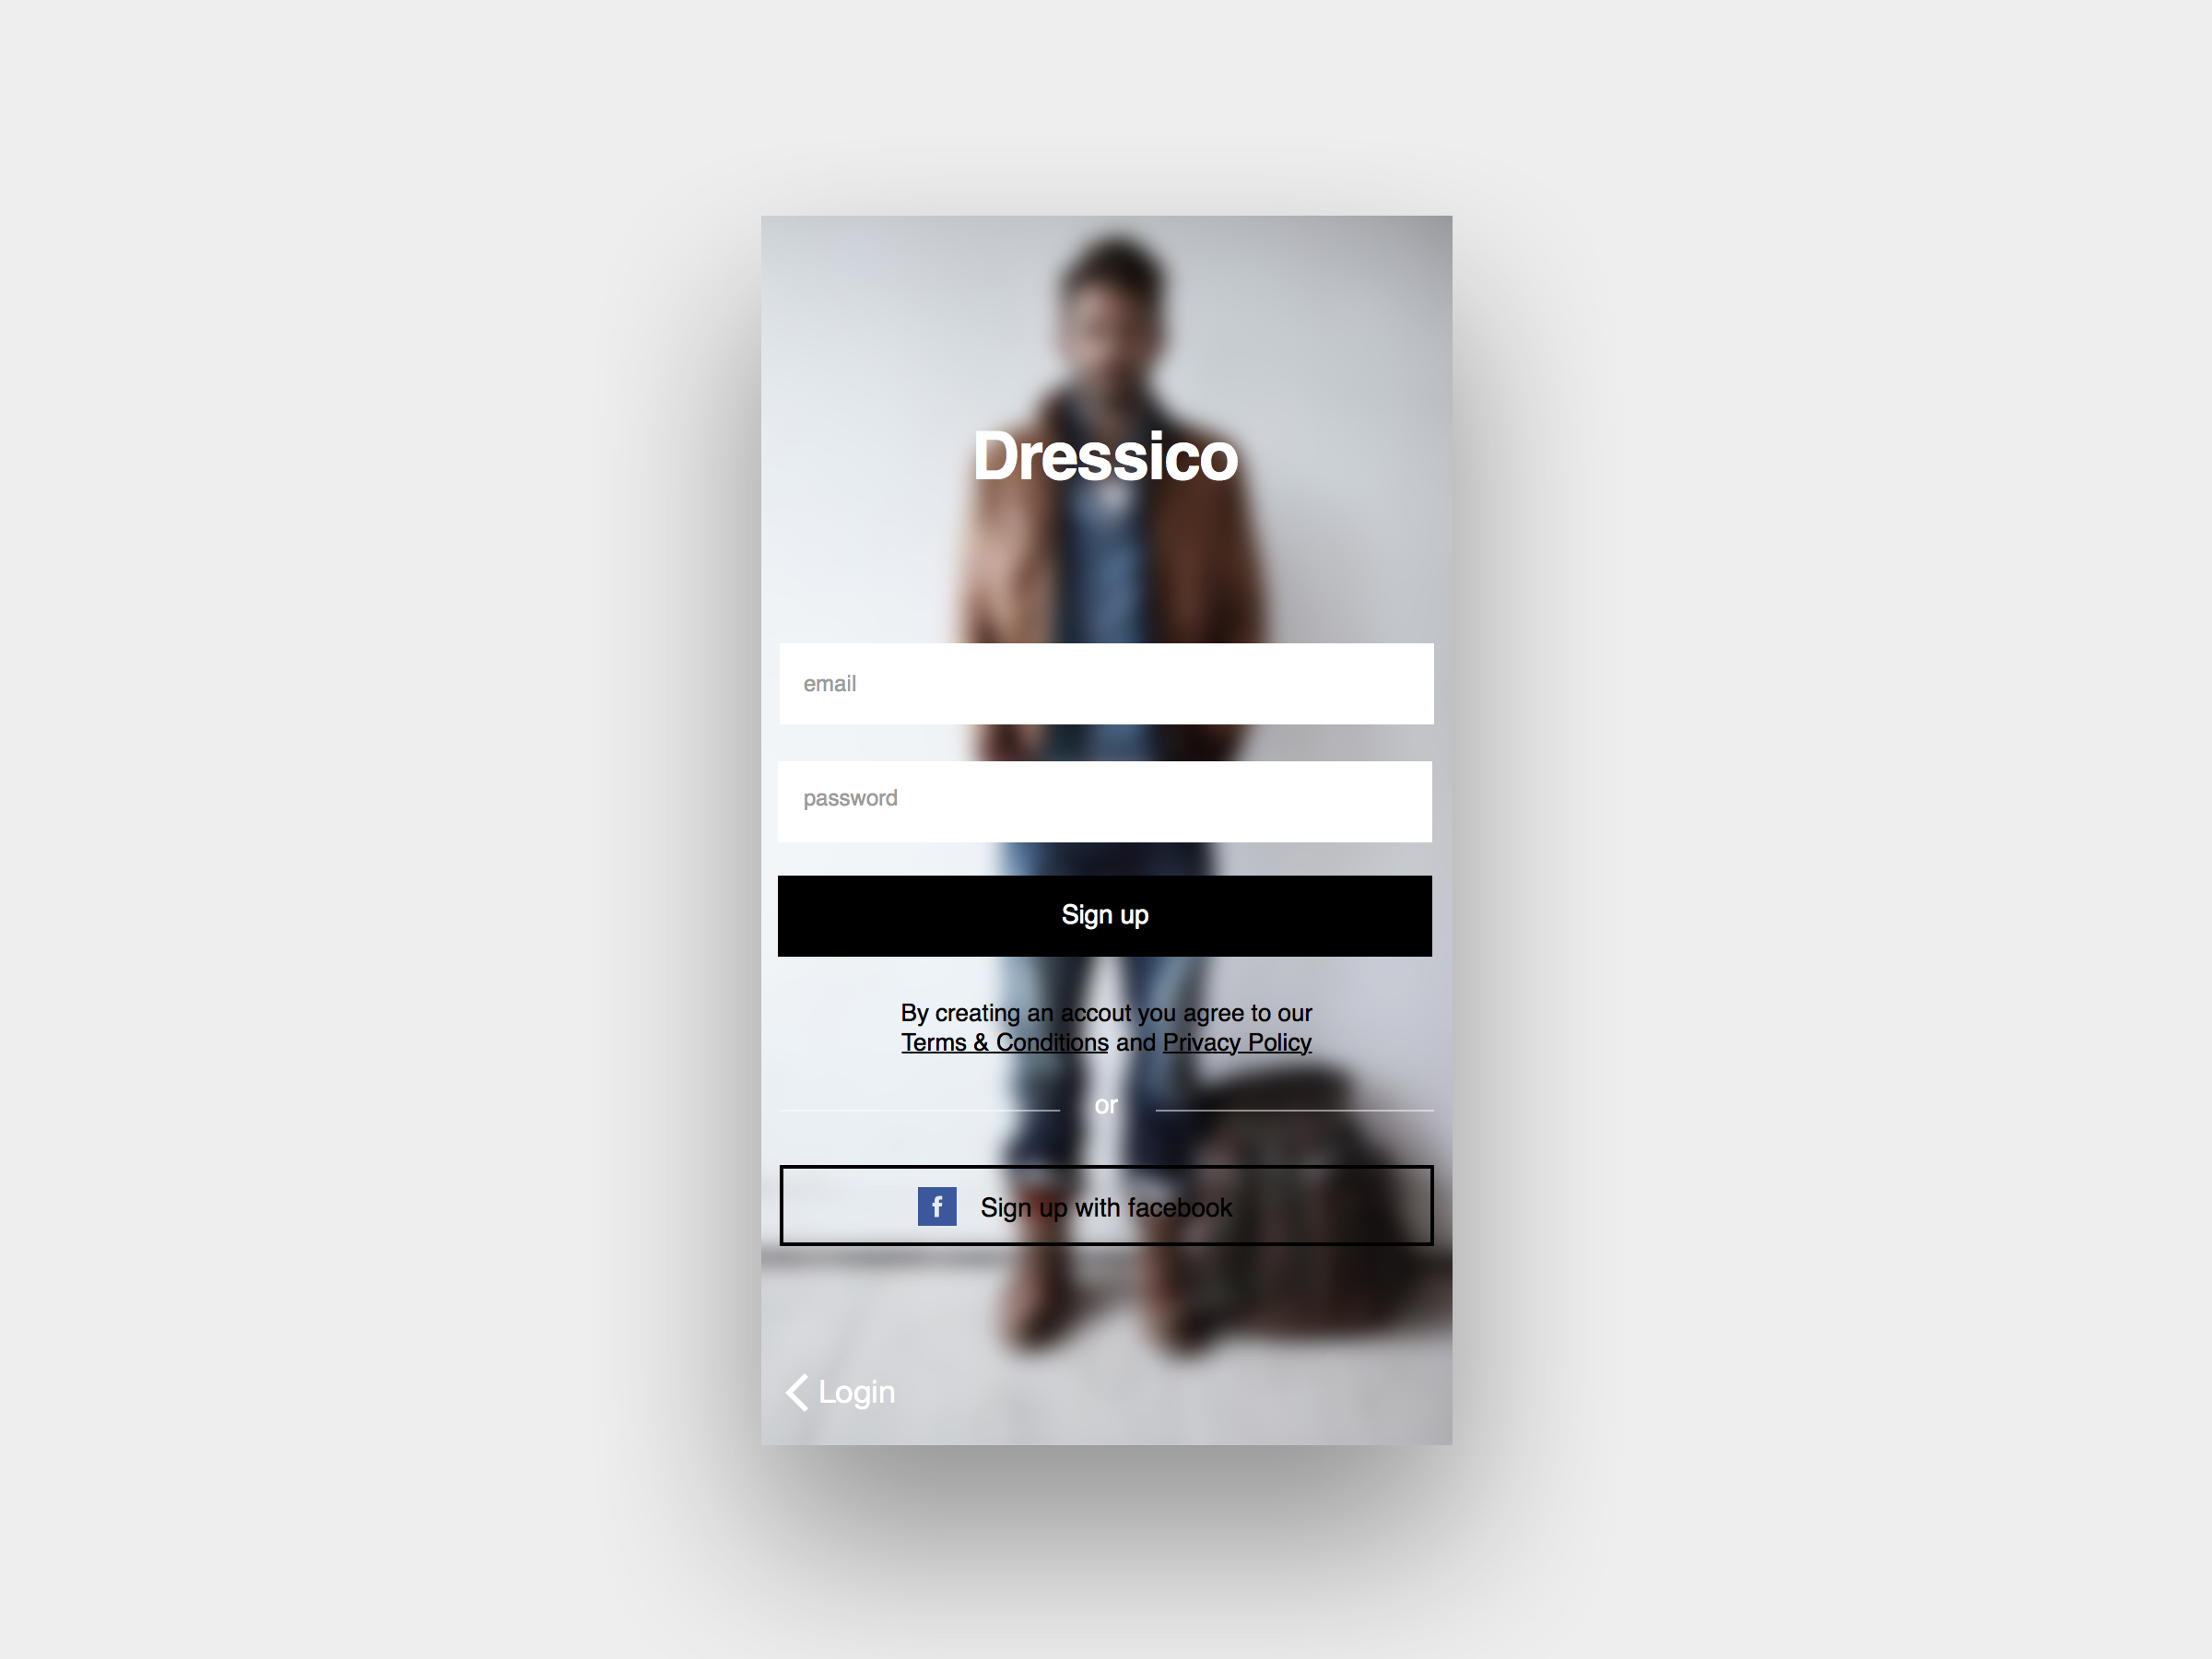 Dressico
email
password
Sign up
By creating an accout you agree to our
Terms & Conditions and Privacy Policy
or
f Sign up with facebook
Login